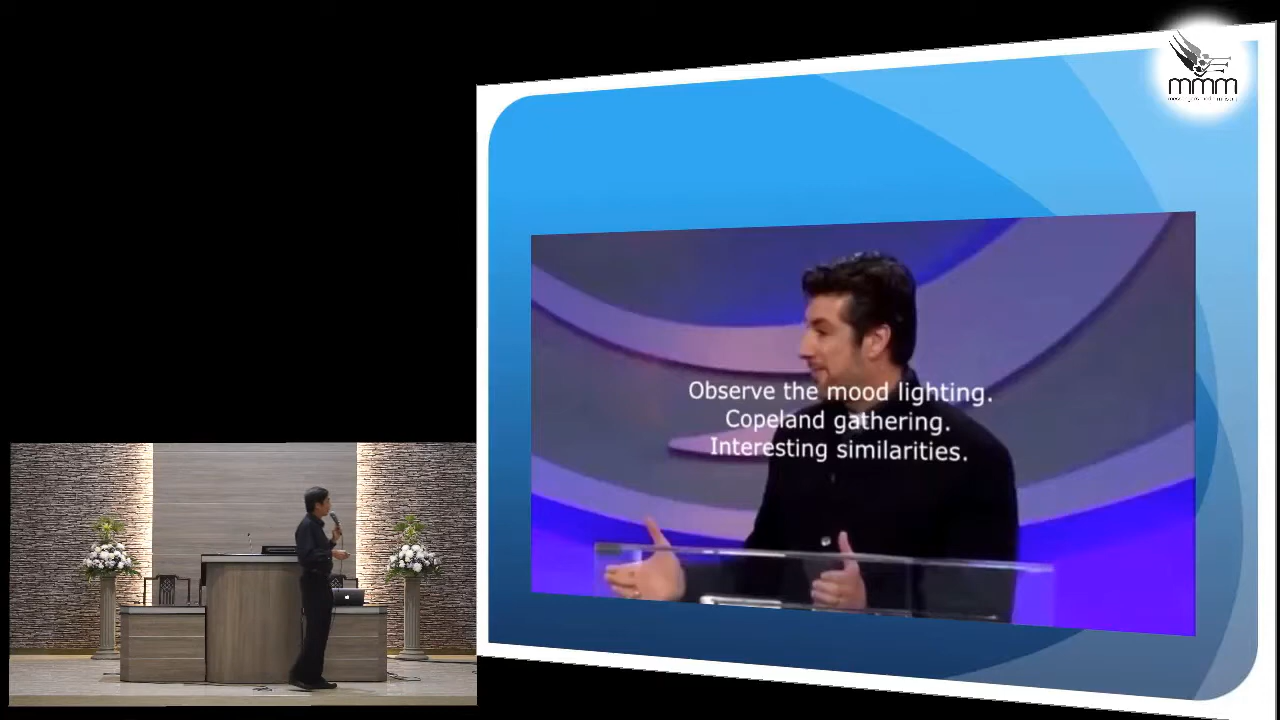 mmm
Observe the mood lighting.
Copeland gathering.
Interesting similarities.